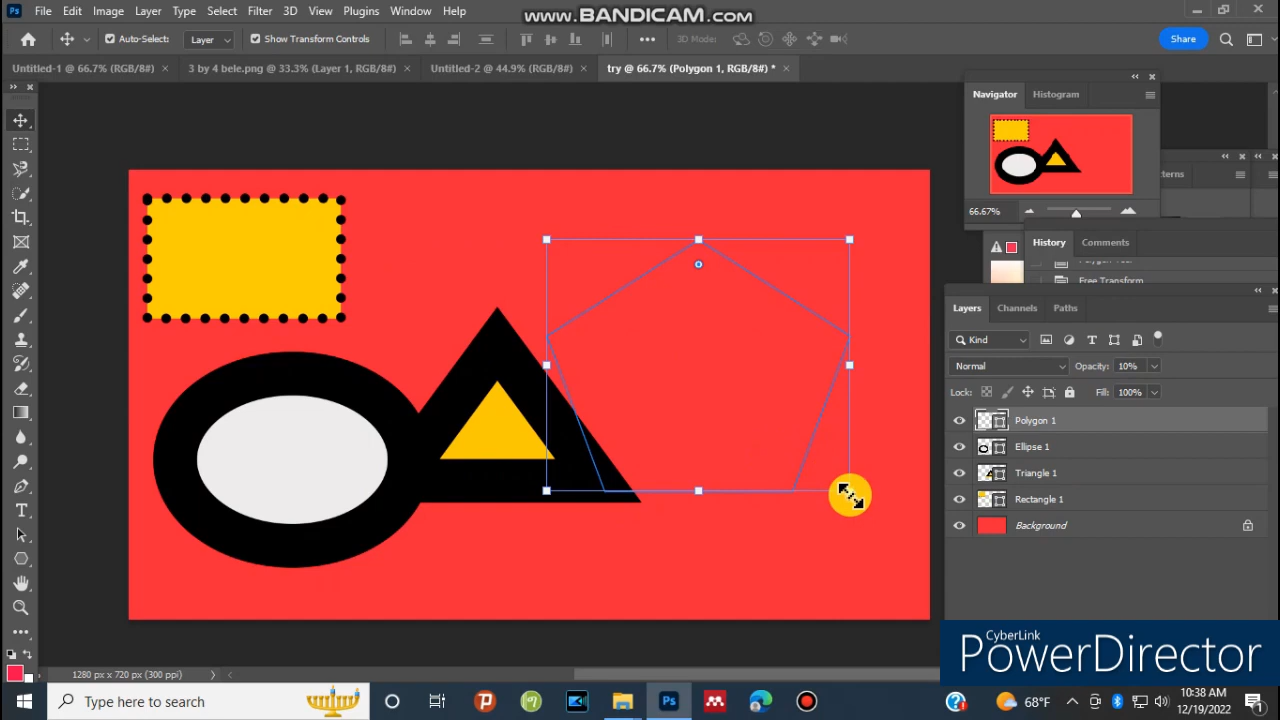 www.BANDICAM.com
Ps File Edit Image Layer Type Select Filter 3D View Plugins Window Help
Auto-Select: Layer Show Transform Controls 3D Mode: Share
Untitled-1 @ 66.7% (RGB/8#) × 3 by 4 bele.png @ 33.3% (Layer 1, RGB/8#) × Untitled-2 @ 44.9% (RGB/8#) × try @ 66.7% (Polygon 1, RGB/8#) * ×
Navigator Histogram
66.67%
History Comments
Free Transform
Layers Channels Paths
Kind
Normal Opacity: 10%
Lock: Fill: 100%
Polygon 1
Ellipse 1
Triangle 1
Rectangle 1
Background
1280 px x 720 px (300 ppi)
CyberLink
PowerDirector
Type here to search
68°F
10:38 AM
12/19/2022